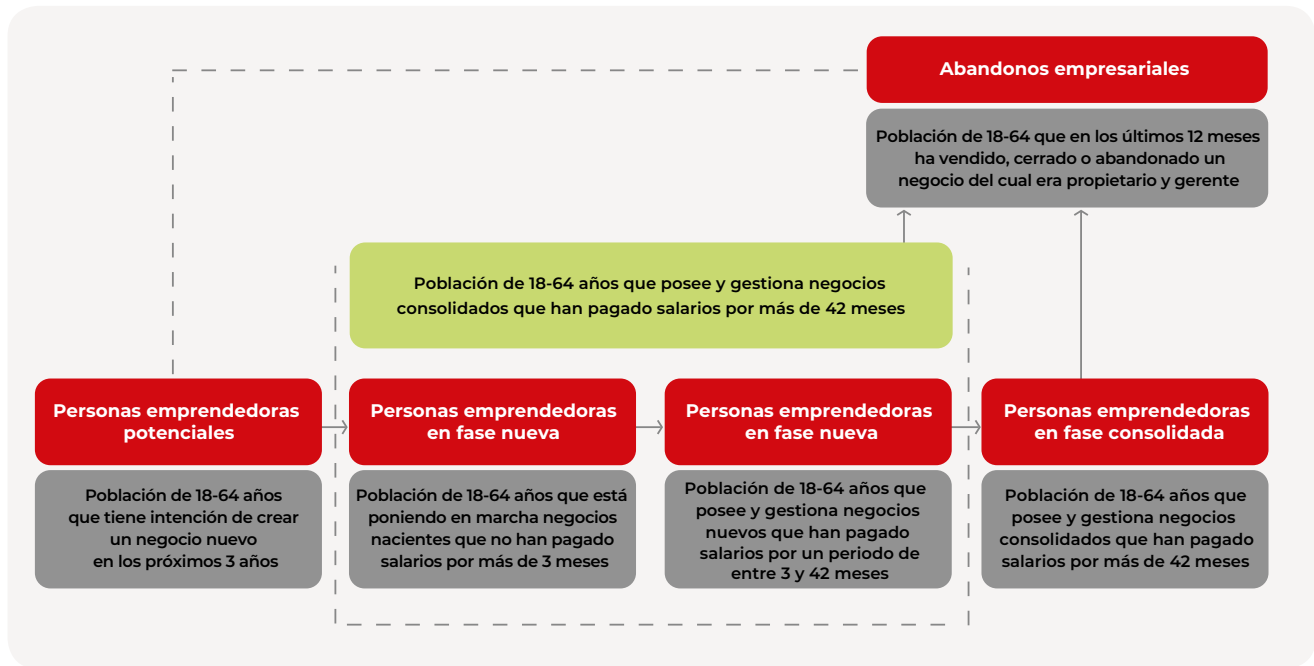 Abandonos empresariales
Población de 18-64 que en los últimos 12 meses
ha vendido, cerrado o abandonado un
negocio del cual era propietario y gerente
Población de 18-64 años que posee y gestiona negocios
consolidados que han pagado salarios por más de 42 meses
Personas emprendedoras
potenciales
Población de 18-64 años
que tiene intención de crear
un negocio nuevo
en los próximos 3 años
Personas emprendedoras
en fase nueva
Población de 18-64 años que está
poniendo en marcha negocios
nacientes que no han pagado
salarios por más de 3 meses
Personas emprendedoras
en fase nueva
Población de 18-64 años que
posee y gestiona negocios
nuevos que han pagado
salarios por un periodo de
entre 3 y 42 meses
Personas emprendedoras
en fase consolidada
Población de 18-64 años que
posee y gestiona negocios
consolidados que han pagado
salarios por más de 42 meses